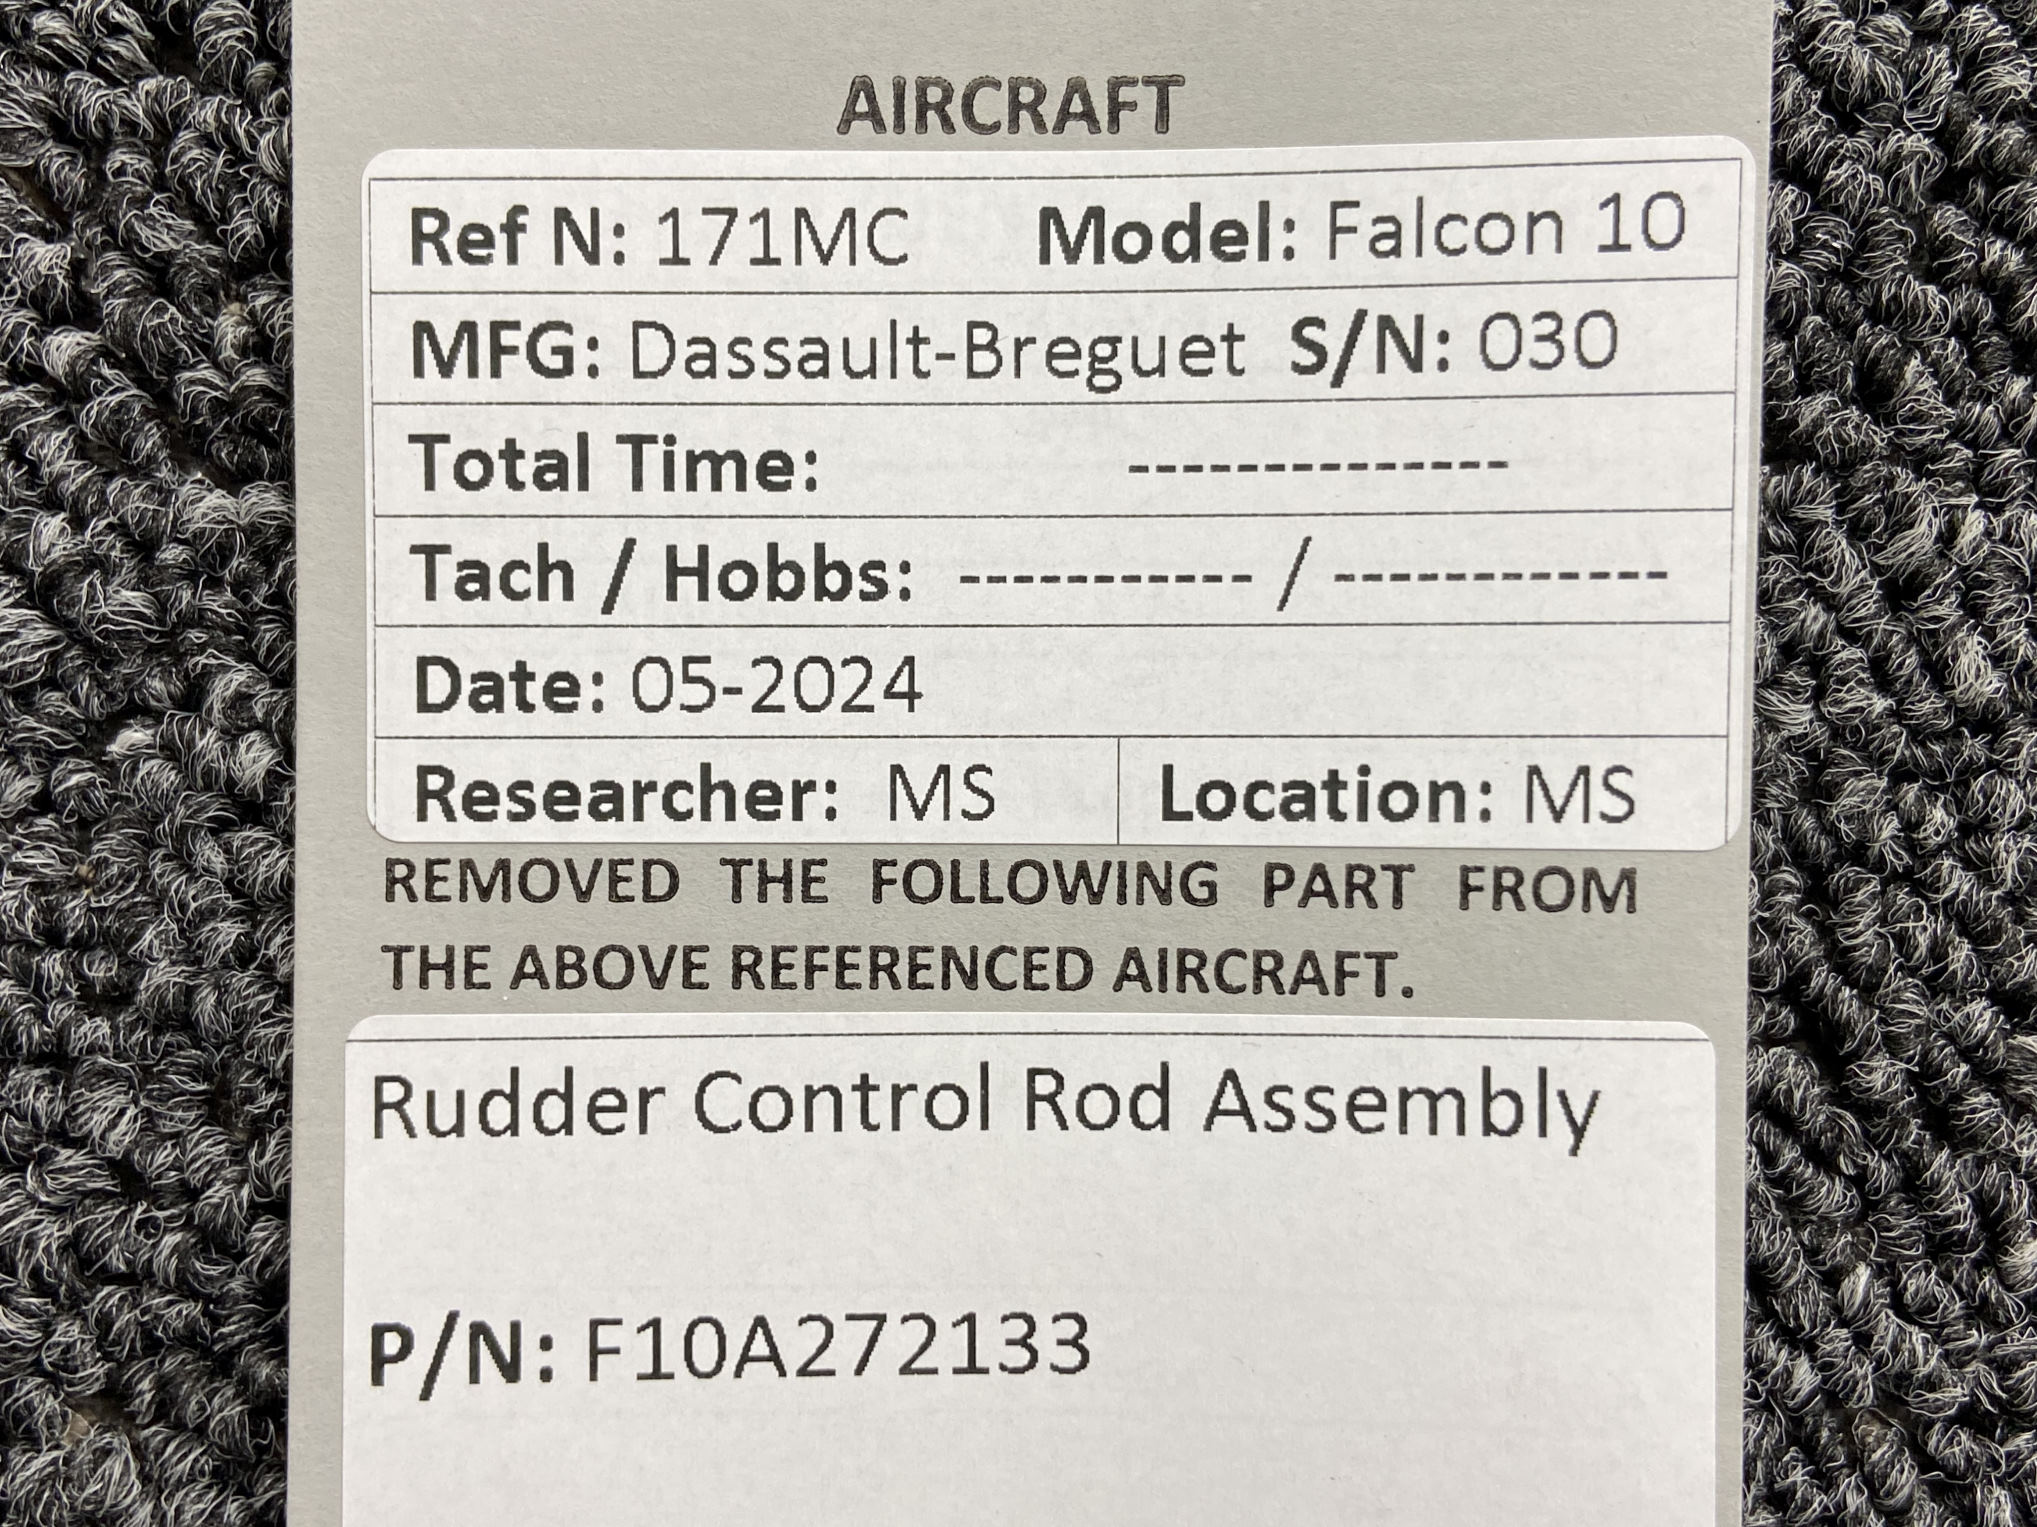 AIRCRAFT
Ref N: 171MC Model: Falcon 10
MFG: Dassault-Breguet S/N: 030
Total Time: --------------
Tach / Hobbs: ----------- / -------------
Date: 05-2024
Researcher: MS Location: MS
REMOVED THE FOLLOWING PART FROM
THE ABOVE REFERENCED AIRCRAFT.
Rudder Control Rod Assembly
P/N: F10A272133